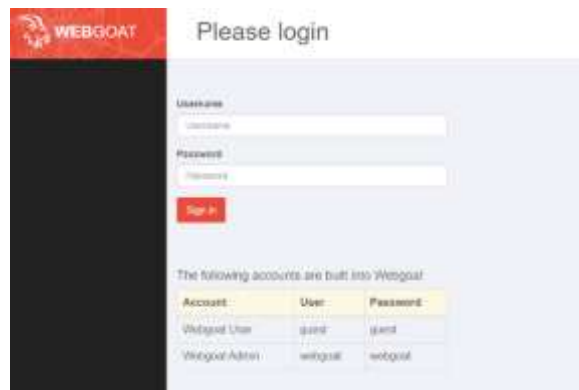 WEBGOAT
Please login
Username
Username
Password
Password
Sign in
The following accounts are built into Webgoat
Account User Password
Webgoat User guest guest
Webgoat Admin webgoat webgoat